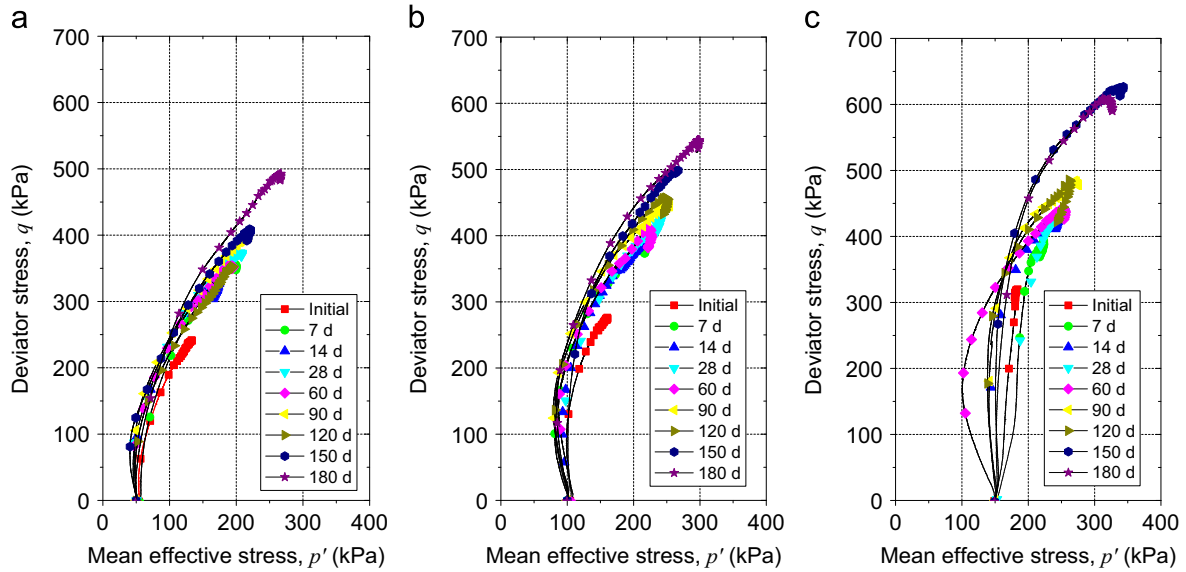 a
700
600
500
400
300
200
100
0
0 100 200 300 400
Deviator stress, q (kPa)
Mean effective stress, p' (kPa)
Initial
7 d
14 d
28 d
60 d
90 d
120 d
150 d
180 d
b
700
600
500
400
300
200
100
0
0 100 200 300 400
Deviator stress, q (kPa)
Mean effective stress, p' (kPa)
Initial
7 d
14 d
28 d
60 d
90 d
120 d
150 d
180 d
c
700
600
500
400
300
200
100
0
0 100 200 300 400
Deviator stress, q (kPa)
Mean effective stress, p' (kPa)
Initial
7 d
14 d
28 d
60 d
90 d
120 d
150 d
180 d